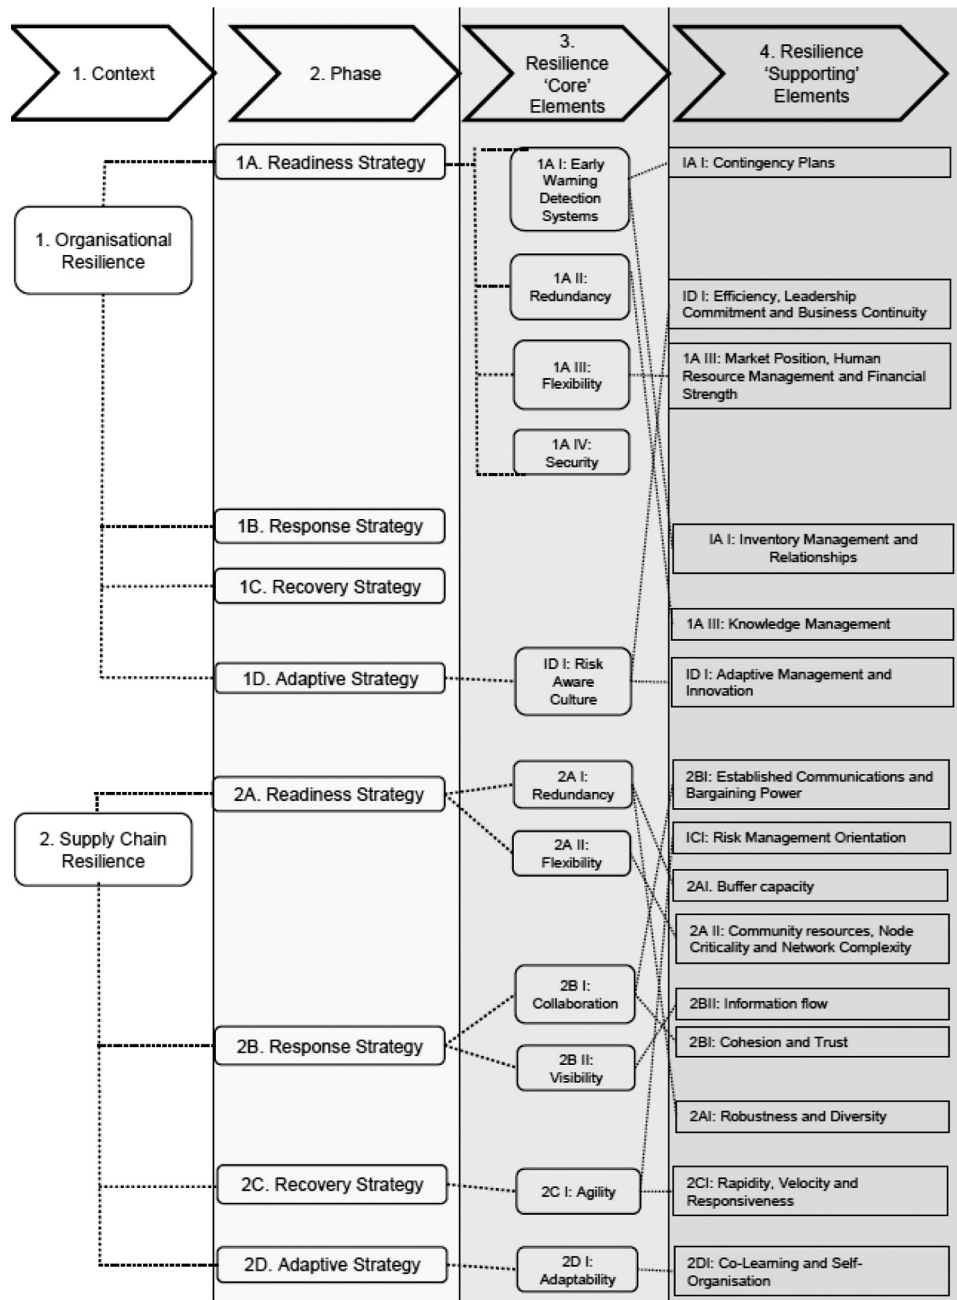 1. Context
2. Phase
3.
Resilience
'Core'
Elements
4. Resilience
'Supporting'
Elements
1. Organisational
Resilience
1A. Readiness Strategy
1A I: Early
Warning
Detection
Systems
IA I: Contingency Plans
1A II:
Redundancy
ID I: Efficiency, Leadership
Commitment and Business Continuity
1A III:
Flexibility
1A III: Market Position, Human
Resource Management and Financial
Strength
1A IV:
Security
1B. Response Strategy
IA I: Inventory Management and
Relationships
1C. Recovery Strategy
1A III: Knowledge Management
1D. Adaptive Strategy
ID I: Risk
Aware
Culture
ID I: Adaptive Management and
Innovation
2. Supply Chain
Resilience
2A. Readiness Strategy
2A I:
Redundancy
2BI: Established Communications and
Bargaining Power
2A II:
Flexibility
ICI: Risk Management Orientation
2AI. Buffer capacity
2A II: Community resources, Node
Criticality and Network Complexity
2B. Response Strategy
2B I:
Collaboration
2BII: Information flow
2B II:
Visibility
2BI: Cohesion and Trust
2AI: Robustness and Diversity
2C. Recovery Strategy
2C I: Agility
2CI: Rapidity, Velocity and
Responsiveness
2D. Adaptive Strategy
2D I:
Adaptability
2DI: Co-Learning and Self-
Organisation